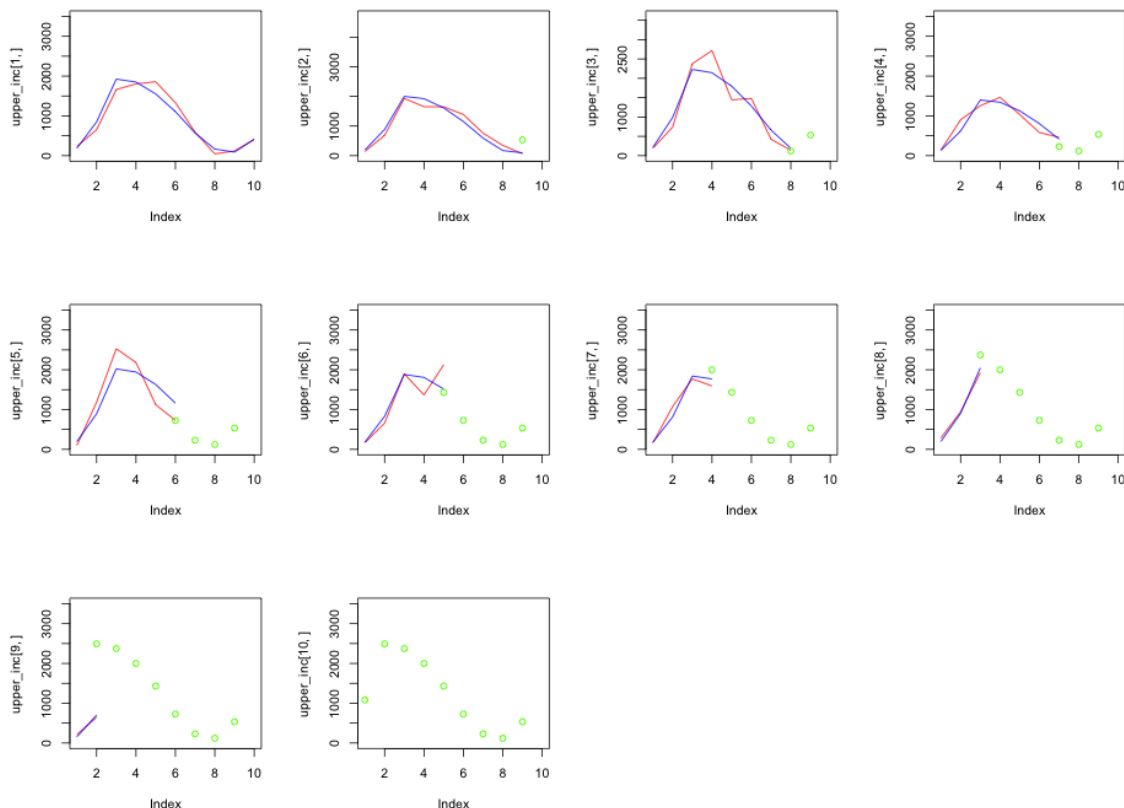 upper_inc[1, ]
0 1000 2000 3000
2 4 6 8 10
Index
upper_inc[2, ]
0 1000 3000
2 4 6 8 10
Index
upper_inc[3, ]
0 1000 2500
2 4 6 8 10
Index
upper_inc[4, ]
0 1000 2000 3000
2 4 6 8 10
Index
upper_inc[5, ]
0 1000 2000 3000
2 4 6 8 10
Index
upper_inc[6, ]
0 1000 2000 3000
2 4 6 8 10
Index
upper_inc[7, ]
0 1000 2000 3000
2 4 6 8 10
Index
upper_inc[8, ]
0 1000 2000 3000
2 4 6 8 10
Index
upper_inc[9, ]
0 1000 2000 3000
2 4 6 8 10
Index
upper_inc[10, ]
0 1000 2000 3000
2 4 6 8 10
Index